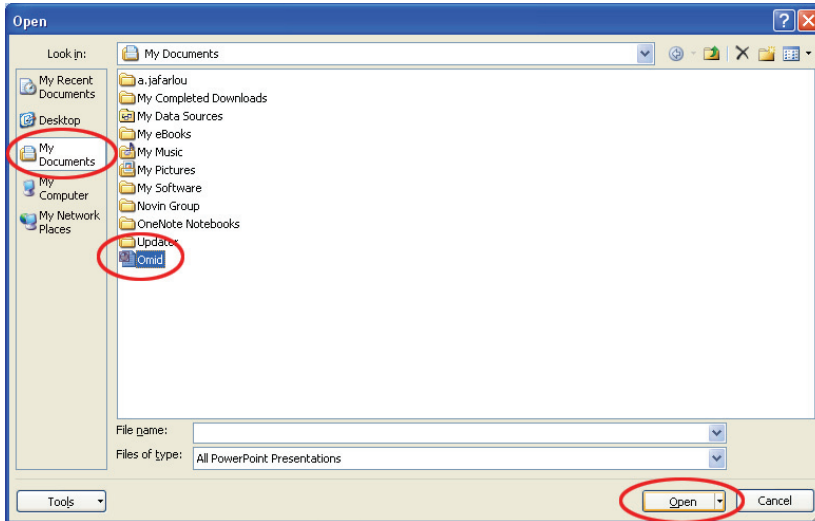 Open
Look in:
My Documents
My Recent
Documents
Desktop
My
Documents
My
Computer
My Network
Places
a.jafarlou
My Completed Downloads
My Data Sources
My eBooks
My Music
My Pictures
My Software
Novin Group
OneNote Notebooks
Updater
Omid
File name:
Files of type:
All PowerPoint Presentations
Tools
Open
Cancel